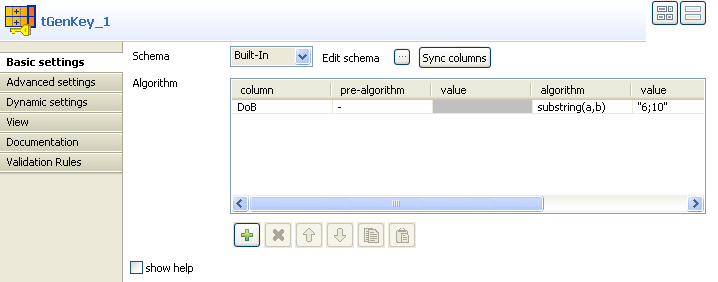 tGenKey_1
Basic settings
Advanced settings
Dynamic settings
View
Documentation
Validation Rules
Schema Built-In Edit schema ... Sync columns
Algorithm
column pre-algorithm value algorithm value
DoB - substring(a,b) "6;10"
show help